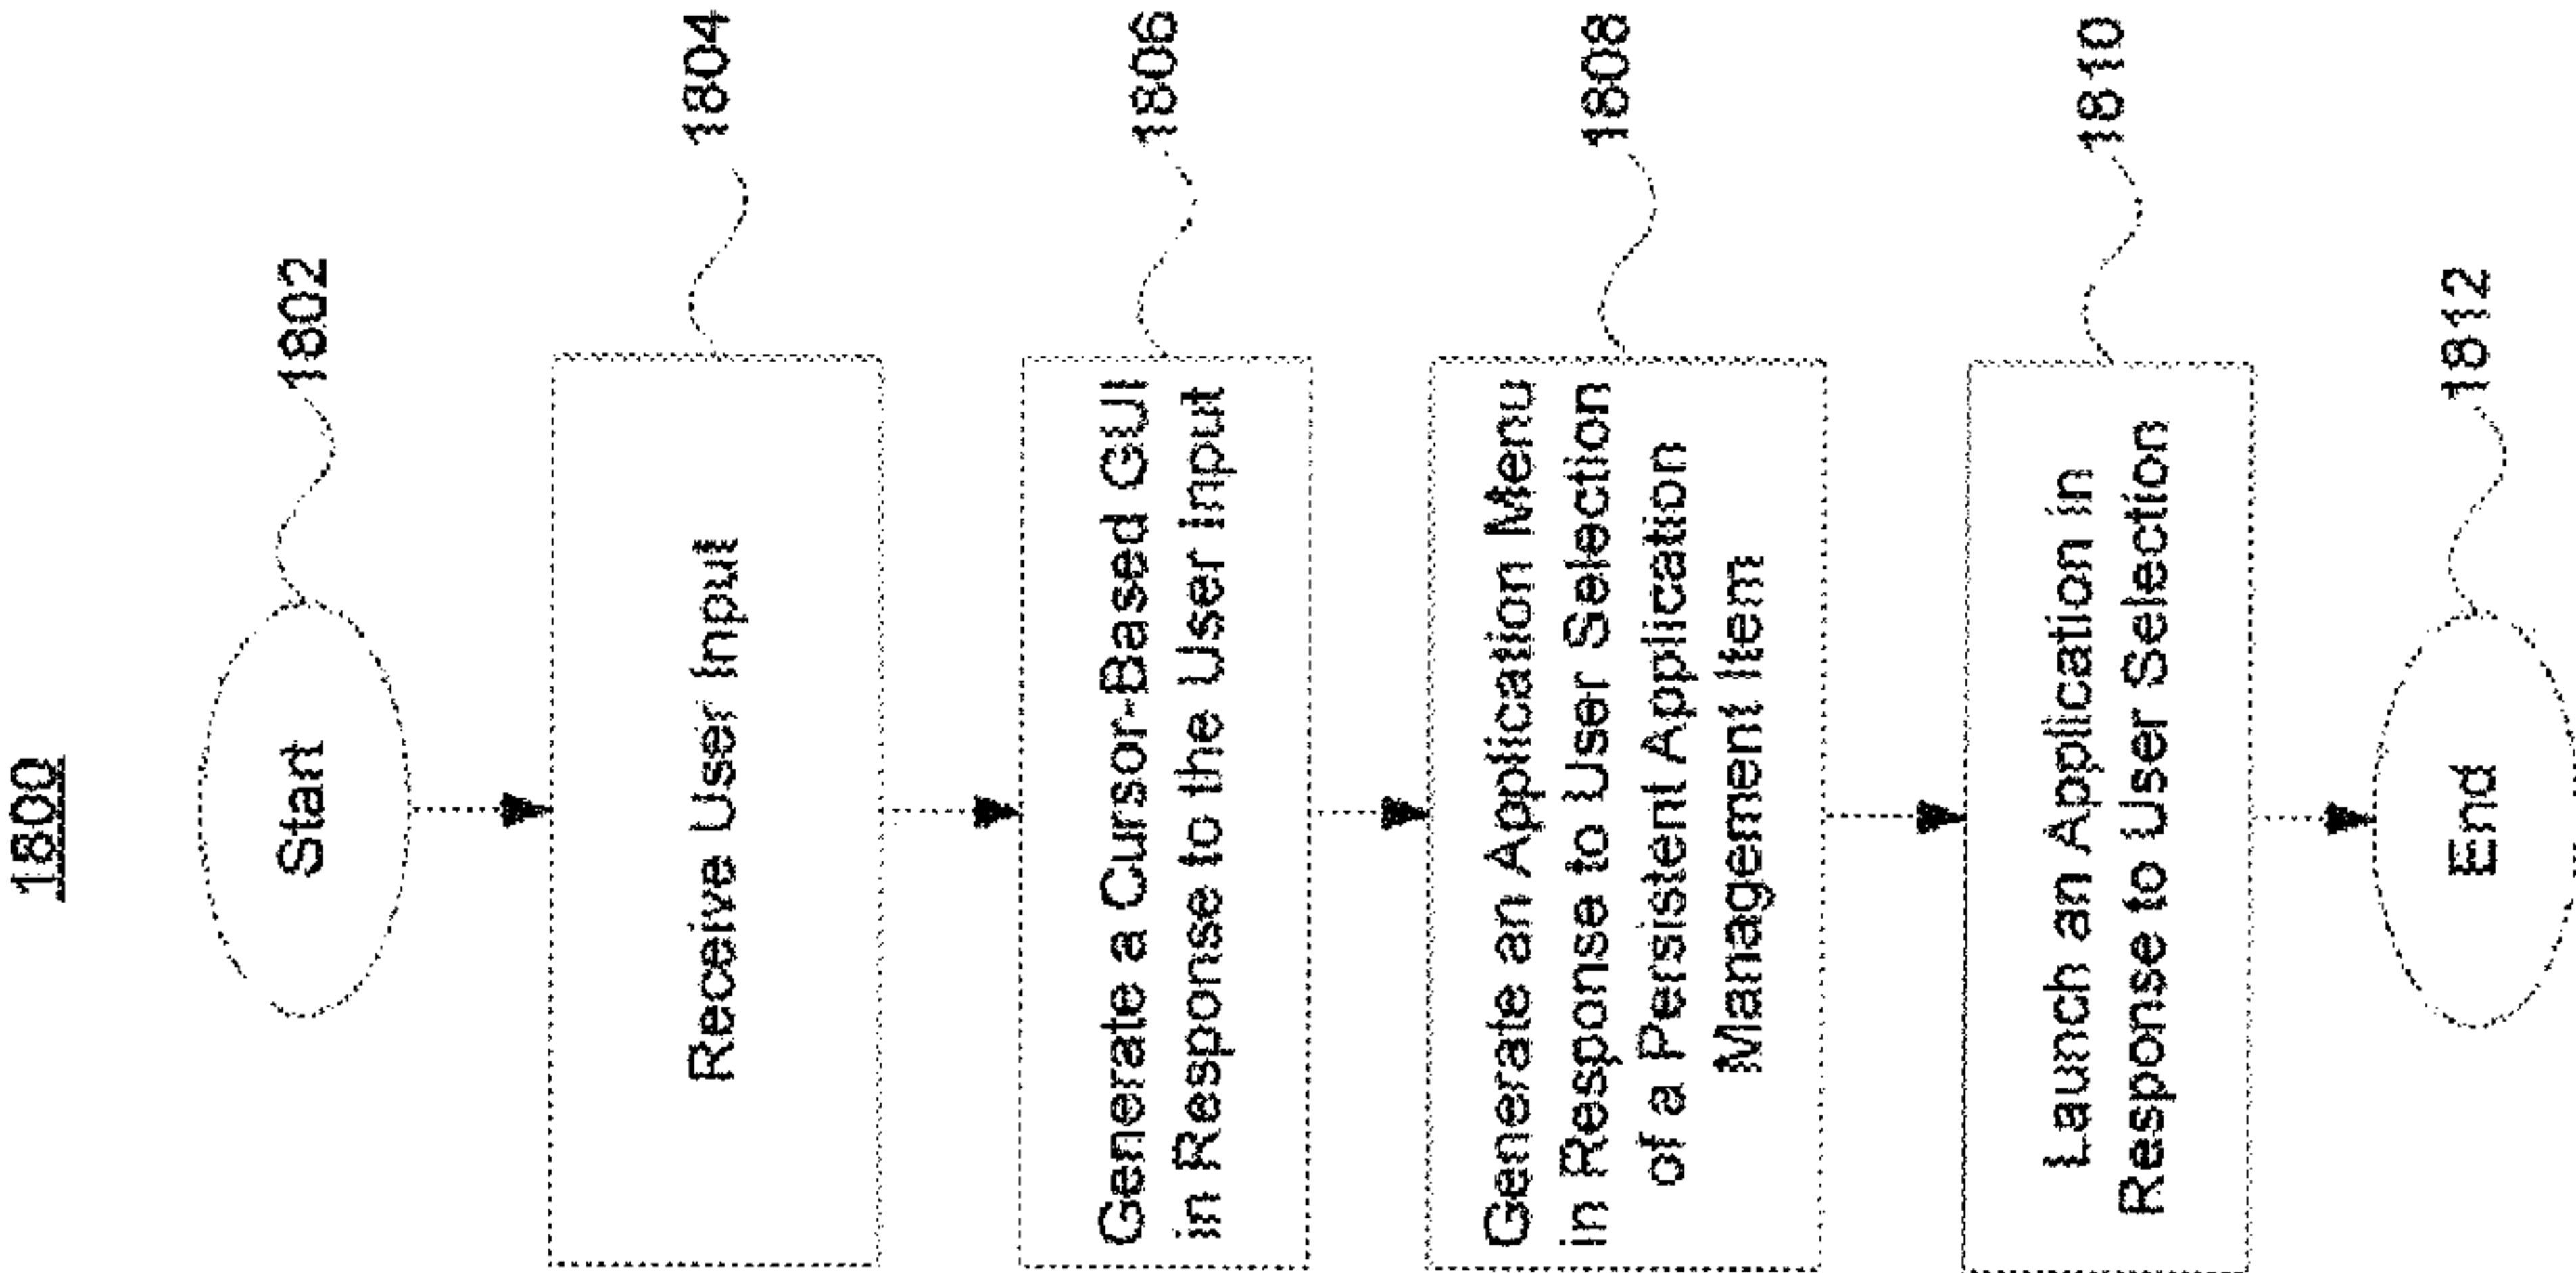 1800
Start
1802
Receive User Input
1804
Generate a Cursor-Based GUI
in Response to the User Input
1806
Generate an Application Menu
in Response to User Selection
of a Persistent Application
Management Item
1808
Launch an Application in
Response to User Selection
1810
End
1812